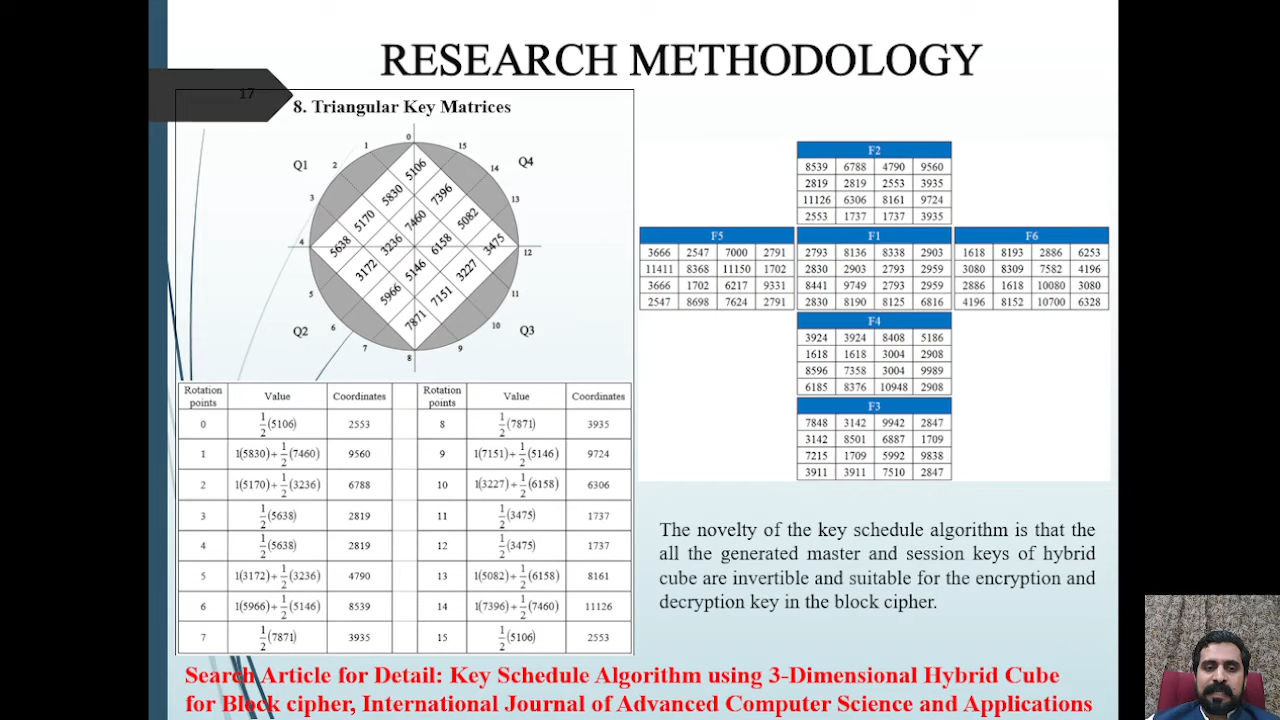 RESEARCH METHODOLOGY
17
8. Triangular Key Matrices
0
1 15
Q1 2 14 Q4
3 13
4 12
5 11
Q2 6 10 Q3
7 9
8
5106
5830 7396
5170 7460 5082
5638 3236 6158 3475
3172 5146 3227
5966 7151
7871
Rotation points Value Coordinates Rotation points Value Coordinates
0 1/2(5106) 2553 8 1/2(7871) 3935
1 1(5830)+1/2(7460) 9560 9 1(7151)+1/2(5146) 9724
2 1(5170)+1/2(3236) 6788 10 1(3227)+1/2(6158) 6306
3 1/2(5638) 2819 11 1/2(3475) 1737
4 1/2(5638) 2819 12 1/2(3475) 1737
5 1(3172)+1/2(3236) 4790 13 1(5082)+1/2(6158) 8161
6 1(5966)+1/2(5146) 8539 14 1(7396)+1/2(7460) 11126
7 1/2(7871) 3935 15 1/2(5106) 2553
F2
8539 6788 4790 9560
2819 2819 2553 3935
11126 6306 8161 9724
2553 1737 1737 3935
F5
3666 2547 7000 2791
11411 8368 11150 1702
3666 1702 6217 9331
2547 8698 7624 2791
F1
2793 8136 8338 2903
2830 2903 2793 2959
8441 9749 2793 2959
2830 8190 8125 6816
F6
1618 8193 2886 6253
3080 8309 7582 4196
2886 1618 10080 3080
4196 8152 10700 6328
F4
3924 3924 8408 5186
1618 1618 3004 2908
8596 7358 3004 9989
6185 8376 10948 2908
F3
7848 3142 9942 2847
3142 8501 6887 1709
7215 1709 5992 9838
3911 3911 7510 2847
The novelty of the key schedule algorithm is that the
all the generated master and session keys of hybrid
cube are invertible and suitable for the encryption and
decryption key in the block cipher.
Search Article for Detail: Key Schedule Algorithm using 3-Dimensional Hybrid Cube
for Block cipher, International Journal of Advanced Computer Science and Applications